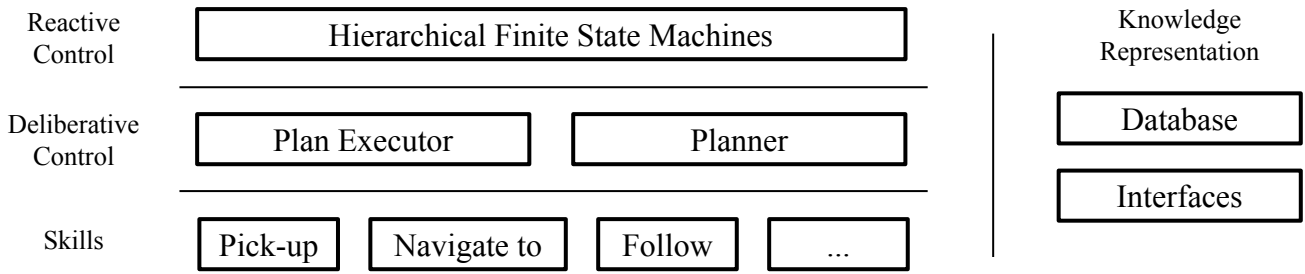 Reactive
Control
Hierarchical Finite State Machines
Deliberative
Control
Plan Executor
Planner
Skills
Pick-up
Navigate to
Follow
...
Knowledge
Representation
Database
Interfaces